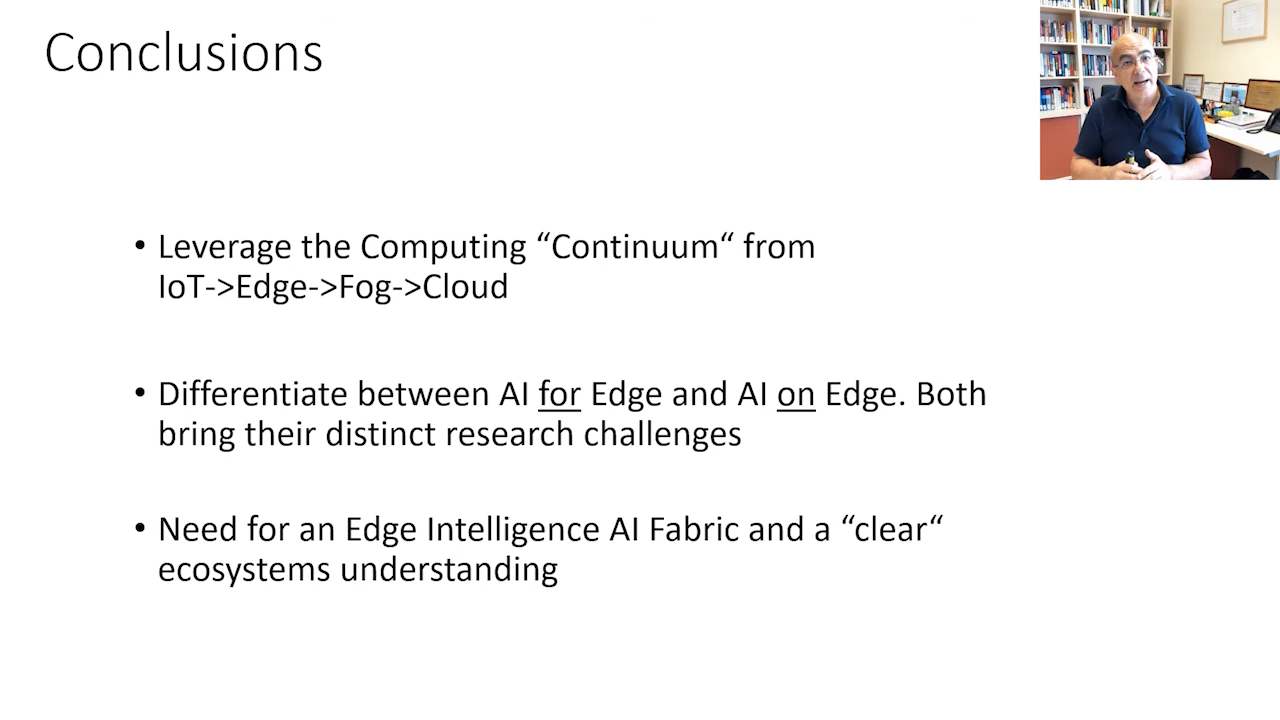 Conclusions
• Leverage the Computing “Continuum“ from
IoT->Edge->Fog->Cloud
• Differentiate between AI for Edge and AI on Edge. Both
bring their distinct research challenges
• Need for an Edge Intelligence AI Fabric and a “clear“
ecosystems understanding